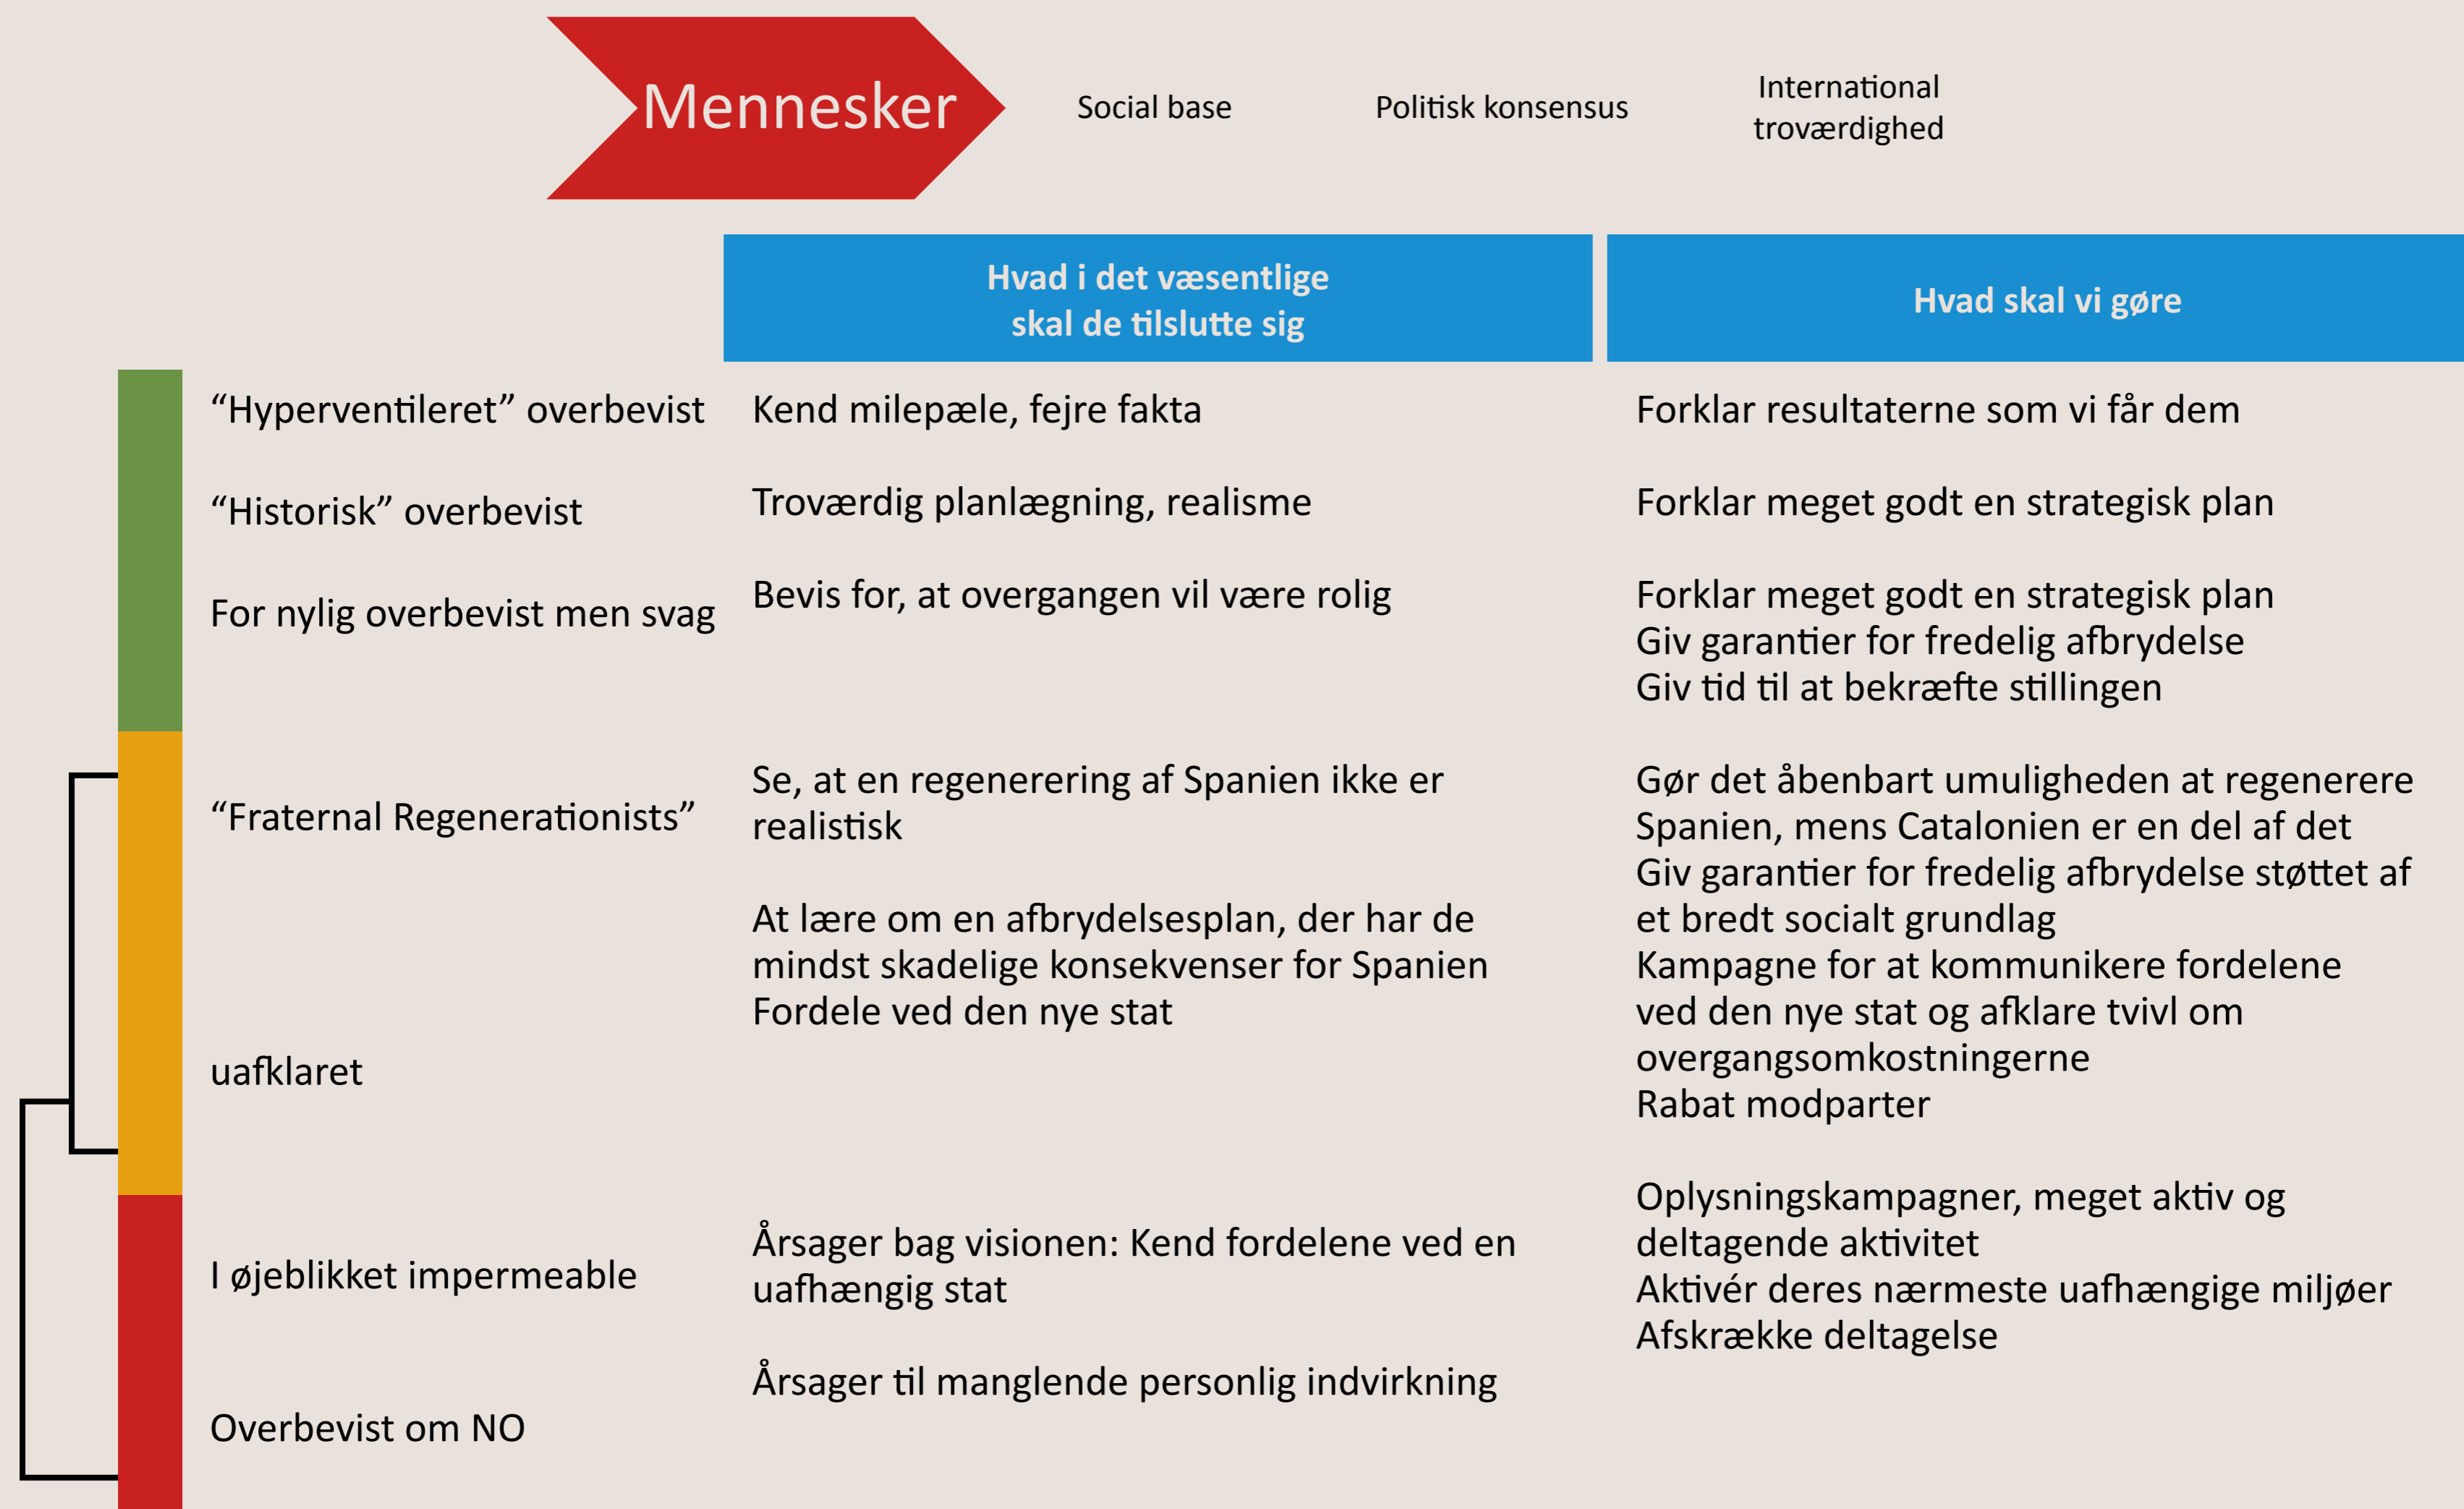 Mennesker
Social base
Politisk konsensus
International
troværdighed
Hvad i det væsentlige
skal de tilslutte sig
Hvad skal vi gøre
“Hyperventileret” overbevist
“Historisk” overbevist
For nylig overbevist men svag
“Fraternal Regenerationists”
uafklaret
I øjeblikket impermeable
Overbevist om NO
Kend milepæle, fejre fakta
Troværdig planlægning, realisme
Bevis for, at overgangen vil være rolig
Se, at en regenerering af Spanien ikke er
realistisk
At lære om en afbrydelsesplan, der har de
mindst skadelige konsekvenser for Spanien
Fordele ved den nye stat
Årsager bag visionen: Kend fordelene ved en
uafhængig stat
Årsager til manglende personlig indvirkning
Forklar resultaterne som vi får dem
Forklar meget godt en strategisk plan
Forklar meget godt en strategisk plan
Giv garantier for fredelig afbrydelse
Giv tid til at bekræfte stillingen
Gør det åbenbart umuligheden at regenerere
Spanien, mens Catalonien er en del af det
Giv garantier for fredelig afbrydelse støttet af
et bredt socialt grundlag
Kampagne for at kommunikere fordelene
ved den nye stat og afklare tvivl om
overgangsomkostningerne
Rabat modparter
Oplysningskampagner, meget aktiv og
deltagende aktivitet
Aktivér deres nærmeste uafhængige miljøer
Afskrække deltagelse